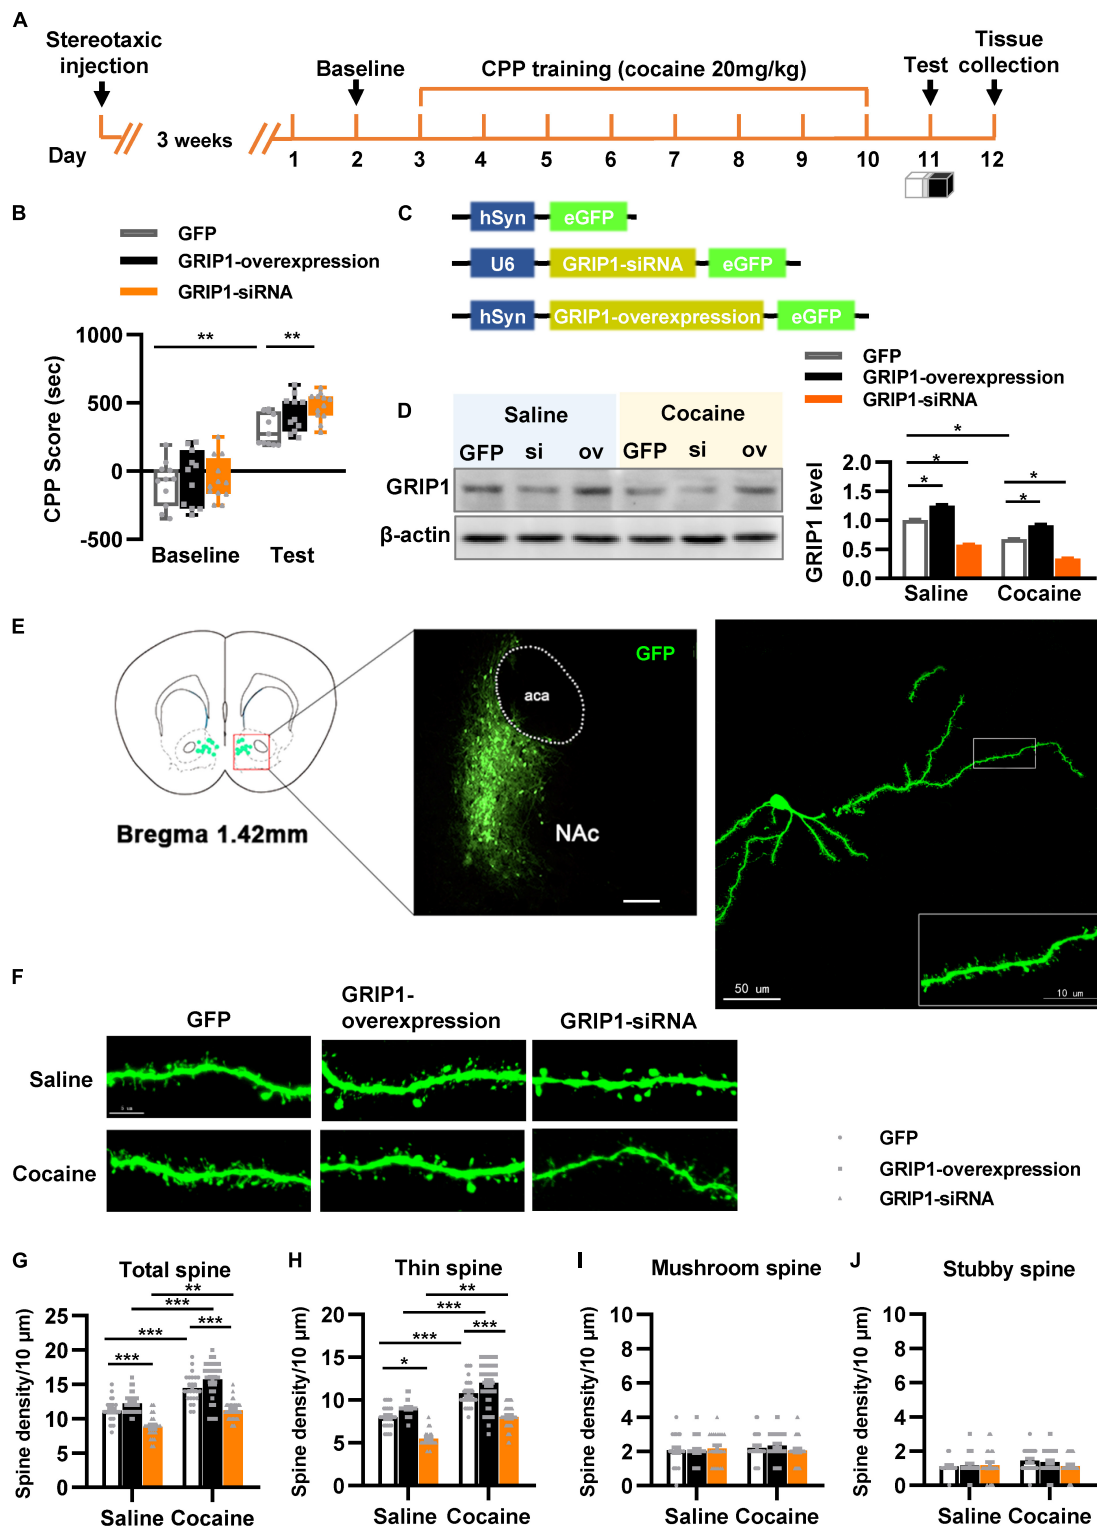 A
Stereotaxic
injection
Baseline
CPP training (cocaine 20mg/kg)
Test
Tissue
collection
3 weeks
Day
1 2 3 4 5 6 7 8 9 10 11 12
B
GFP
GRIP1-overexpression
GRIP1-siRNA
CPP Score (sec)
1000
500
0
-500
** **
Baseline Test
C
hSyn eGFP
U6 GRIP1-siRNA eGFP
hSyn GRIP1-overexpression eGFP
D
Saline Cocaine
GFP si ov GFP si ov
GRIP1
β-actin
GFP
GRIP1-overexpression
GRIP1-siRNA
GRIP1 level
2.0
1.5
1.0
0.5
0.0
*
* *
* *
Saline Cocaine
E
Bregma 1.42mm
GFP
aca
NAc
50 um
10 um
F
GFP
GRIP1-
overexpression
GRIP1-siRNA
Saline
Cocaine
GFP
GRIP1-overexpression
GRIP1-siRNA
G
Total spine
Spine density/10 µm)
25
20
15
10
5
0
**
***
*** ***
***
Saline Cocaine
H
Thin spine
Spine density/10 µm)
20
15
10
5
0
**
***
*** ***
*
Saline Cocaine
I
Mushroom spine
Spine density/10 µm)
10
8
6
4
2
0
Saline Cocaine
J
Stubby spine
Spine density/10 µm)
10
8
6
4
2
0
Saline Cocaine